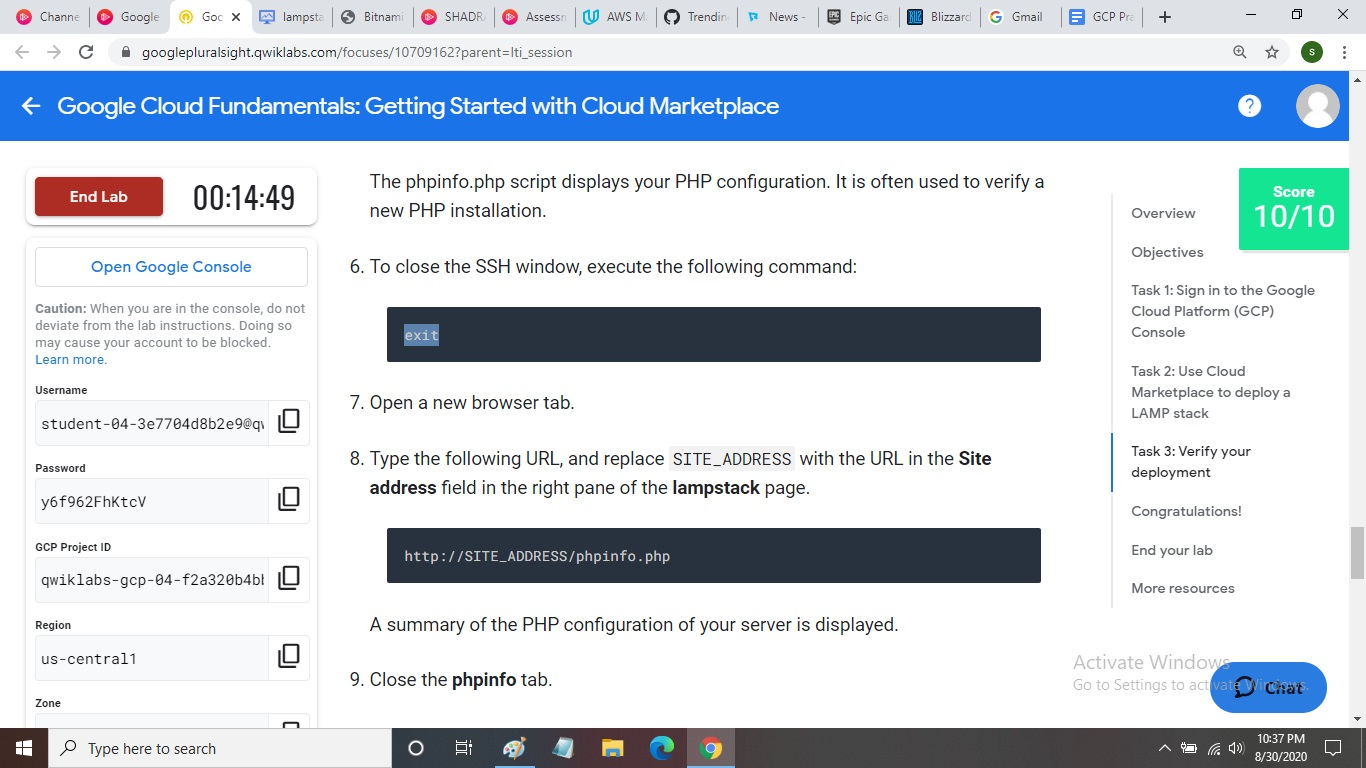 Channe
Google
Goc
lampsta
Bitnami
SHADR
Assessn
AWS M
Trendin
News -
Epic Ga
Blizzard
Gmail
GCP Pra
googlepluralsight.qwiklabs.com/focuses/10709162?parent=lti_session
s
Google Cloud Fundamentals: Getting Started with Cloud Marketplace
?
End Lab
00:14:49
Open Google Console
Caution: When you are in the console, do not
deviate from the lab instructions. Doing so
may cause your account to be blocked.
Learn more.
Username
student-04-3e7704d8b2e9@qw
Password
y6f962FhKtcV
GCP Project ID
qwiklabs-gcp-04-f2a320b4bb
Region
us-central1
Zone
The phpinfo.php script displays your PHP configuration. It is often used to verify a
new PHP installation.
6. To close the SSH window, execute the following command:
exit
7. Open a new browser tab.
8. Type the following URL, and replace SITE_ADDRESS with the URL in the Site
address field in the right pane of the lampstack page.
http://SITE_ADDRESS/phpinfo.php
A summary of the PHP configuration of your server is displayed.
9. Close the phpinfo tab.
Score
10/10
Overview
Objectives
Task 1: Sign in to the Google
Cloud Platform (GCP)
Console
Task 2: Use Cloud
Marketplace to deploy a
LAMP stack
Task 3: Verify your
deployment
Congratulations!
End your lab
More resources
Activate Windows
Go to Settings to activate Windows.
Chat
Type here to search
10:37 PM
8/30/2020